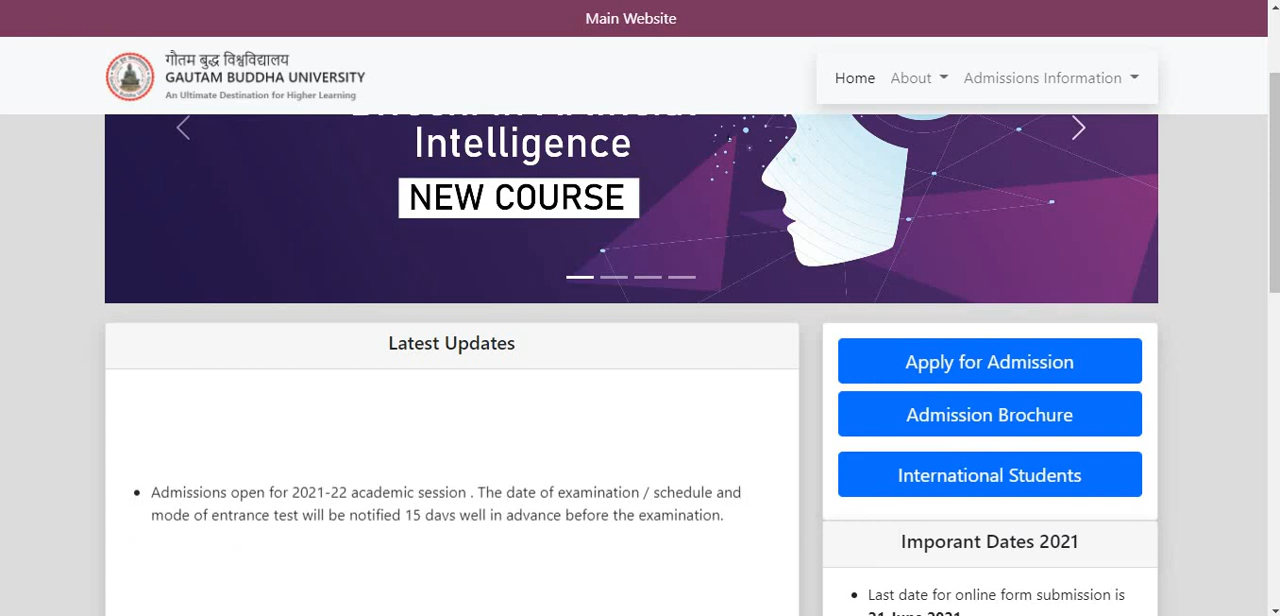 Main Website
गौतम बुद्ध विश्वविद्यालय
GAUTAM BUDDHA UNIVERSITY
An Ultimate Destination for Higher Learning
Home About Admissions Information
Intelligence
NEW COURSE
Latest Updates
Admissions open for 2021-22 academic session . The date of examination / schedule and
mode of entrance test will be notified 15 days well in advance before the examination.
Apply for Admission
Admission Brochure
International Students
Imporant Dates 2021
Last date for online form submission is